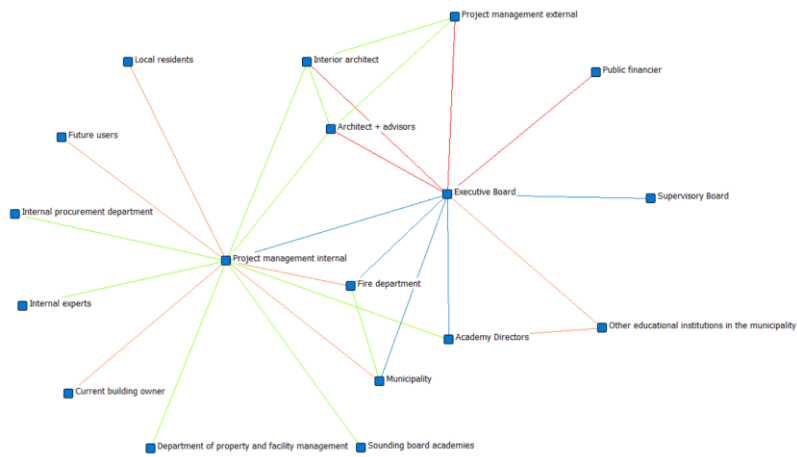 Project management external
Local residents
Interior architect
Public financier
Architect + advisors
Future users
Executive Board
Supervisory Board
Internal procurement department
Project management internal
Fire department
Internal experts
Other educational institutions in the municipality
Academy Directors
Municipality
Current building owner
Department of property and facility management
Sounding board academies